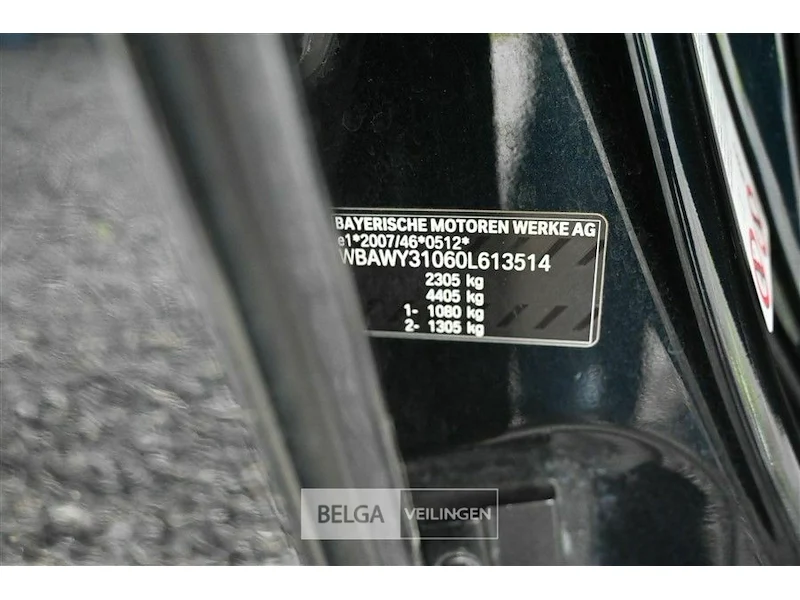 BAYERISCHE MOTOREN WERKE AG
e1*2007/46*0512*
WBAWY31060L613514
2305 kg
4405 kg
1- 1080 kg
2- 1305 kg
BELGA VEILINGEN